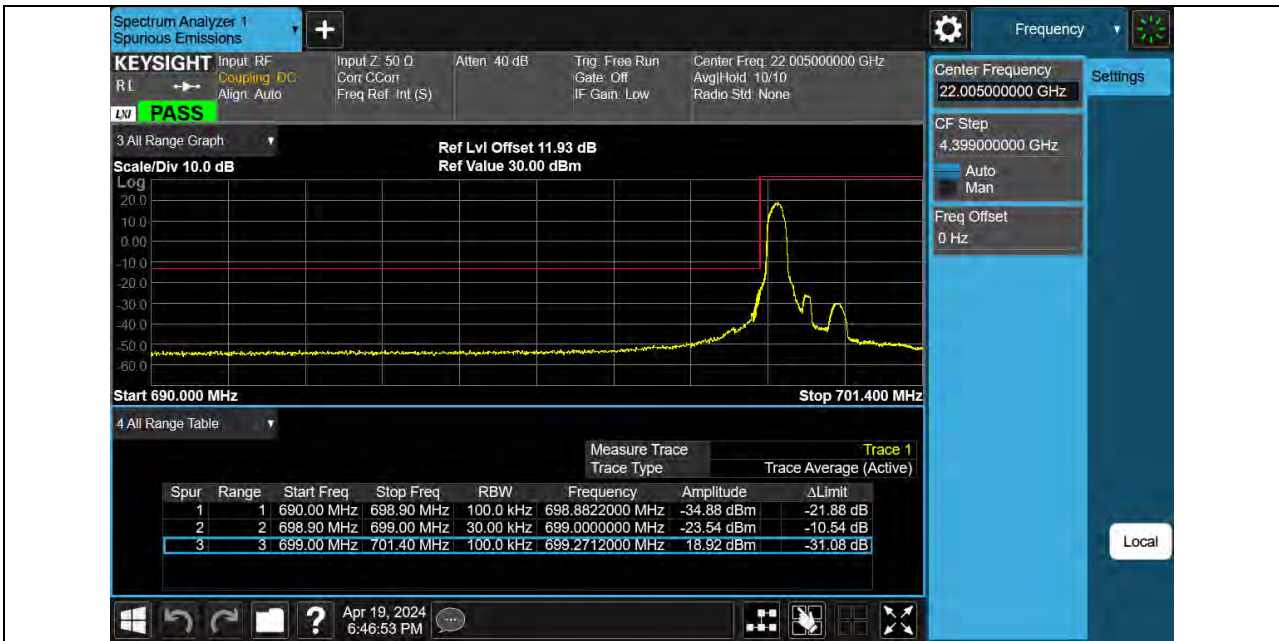 Spectrum Analyzer 1
Spurious Emissions
+
Frequency
KEYSIGHT
RL
LXI PASS
Input: RF
Coupling: DC
Align: Auto
Input Z: 50 Ω
Corr CCorr
Freq Ref: Int (S)
Atten: 40 dB
Trig: Free Run
Gate: Off
IF Gain: Low
Center Freq: 22.005000000 GHz
Avg|Hold: 10/10
Radio Std: None
Center Frequency
22.005000000 GHz
Settings
CF Step
4.399000000 GHz
Auto
Man
Freq Offset
0 Hz
3 All Range Graph
Scale/Div 10.0 dB
Ref Lvl Offset 11.93 dB
Ref Value 30.00 dBm
Log
20.0
10.0
0.00
-10.0
-20.0
-30.0
-40.0
-50.0
-60.0
Start 690.000 MHz
Stop 701.400 MHz
4 All Range Table
Measure Trace Trace 1
Trace Type Trace Average (Active)
Spur Range Start Freq Stop Freq RBW Frequency Amplitude ΔLimit
1 1 690.00 MHz 698.90 MHz 100.0 kHz 698.8822000 MHz -34.88 dBm -21.88 dB
2 2 698.90 MHz 699.00 MHz 30.00 kHz 699.0000000 MHz -23.54 dBm -10.54 dB
3 3 699.00 MHz 701.40 MHz 100.0 kHz 699.2712000 MHz 18.92 dBm -31.08 dB
Local
?
Apr 19, 2024
6:46:53 PM